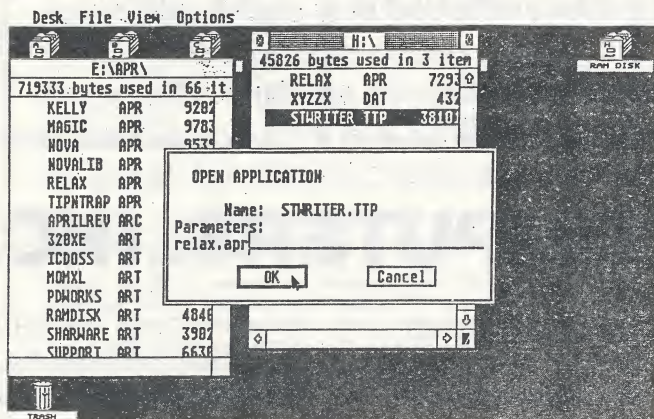 Desk File View Options
E:\APR\
719333 bytes used in 66 it
KELLY APR 9282
MAGIC APR 9783
NOVA APR 9539
NOVALIB APR
RELAX APR
TIPNTRAP APR
APRILREV ARC
320XE ART
ICDOSS ART
MOMXL ART
PDWORKS ART
RAMDISK ART 4846
SHARWARE ART 3982
SUPPORT ART 6638
H:\
45826 bytes used in 3 item
RELAX APR 7293
XYZZX DAT 432
STWRITER TTP 38101
RAM DISK
OPEN APPLICATION
Name: STWRITER.TTP
Parameters:
relax.apr
OK Cancel
TRASH